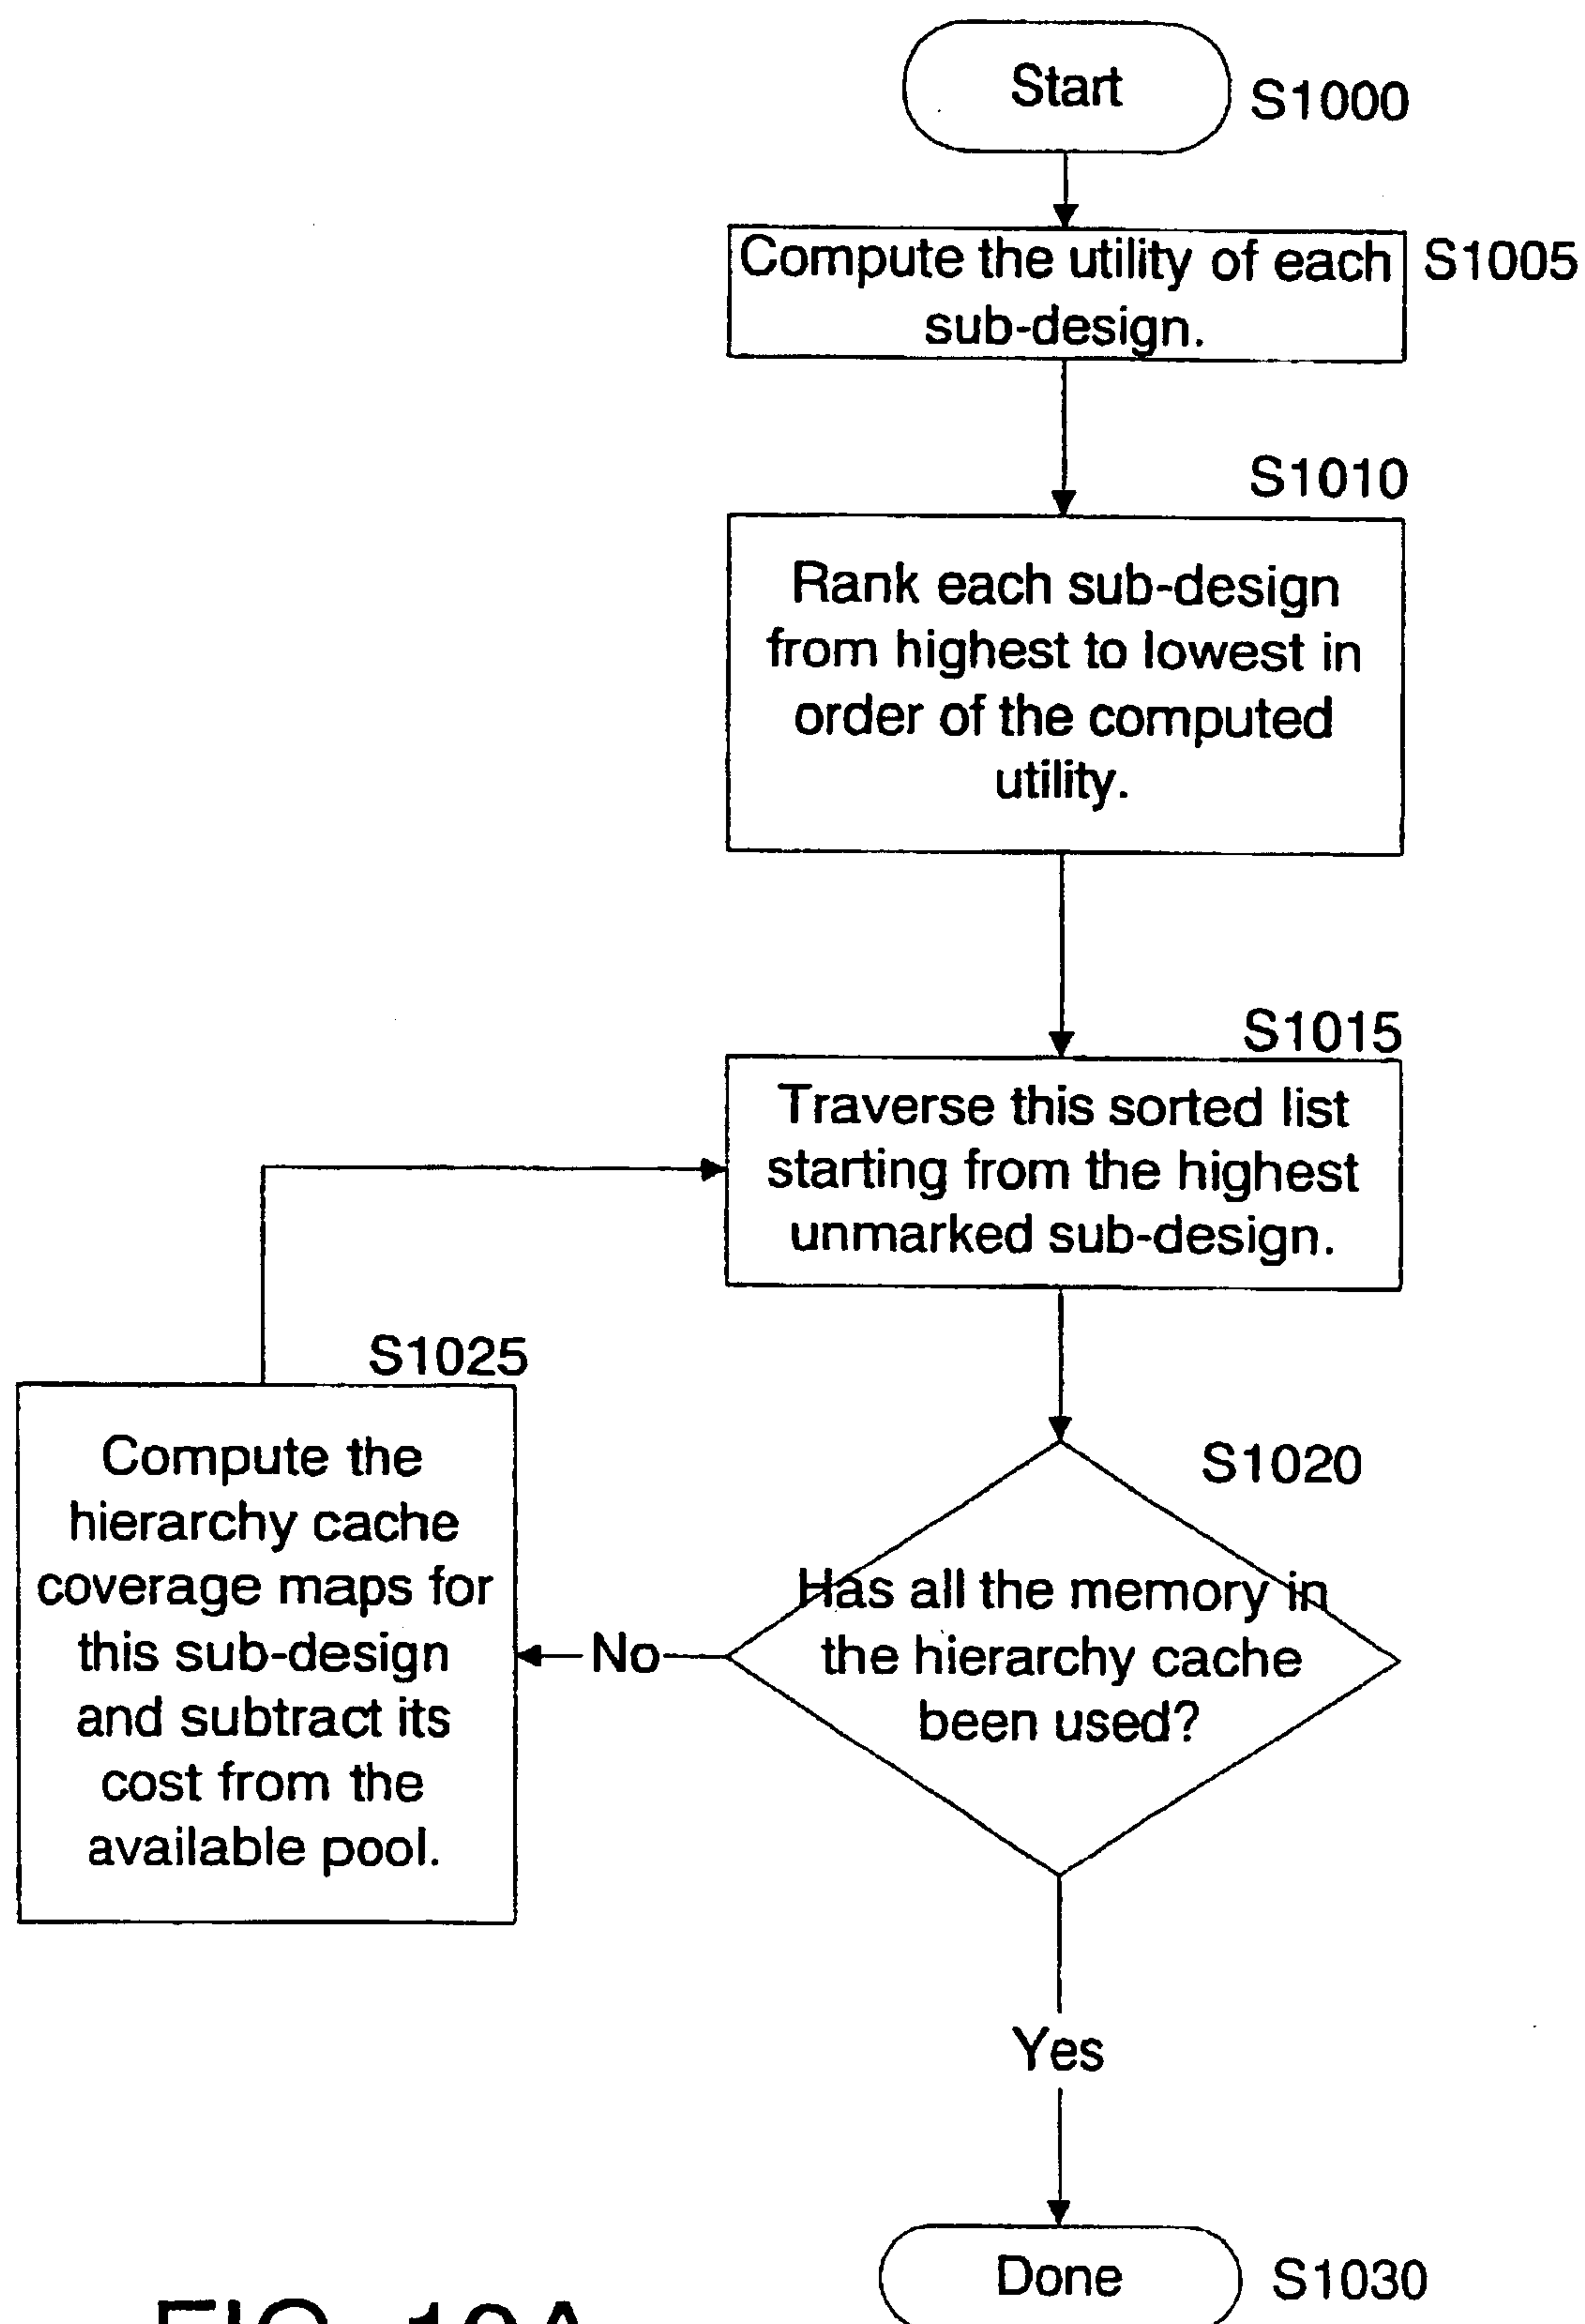 Start
S1000
Compute the utility of each
sub-design.
S1005
S1010
Rank each sub-design
from highest to lowest in
order of the computed
utility.
S1015
Traverse this sorted list
starting from the highest
unmarked sub-design.
S1025
Compute the
hierarchy cache
coverage maps for
this sub-design
and subtract its
cost from the
available pool.
S1020
Has all the memory in
the hierarchy cache
been used?
No
Yes
Done
S1030
FIG. 10A